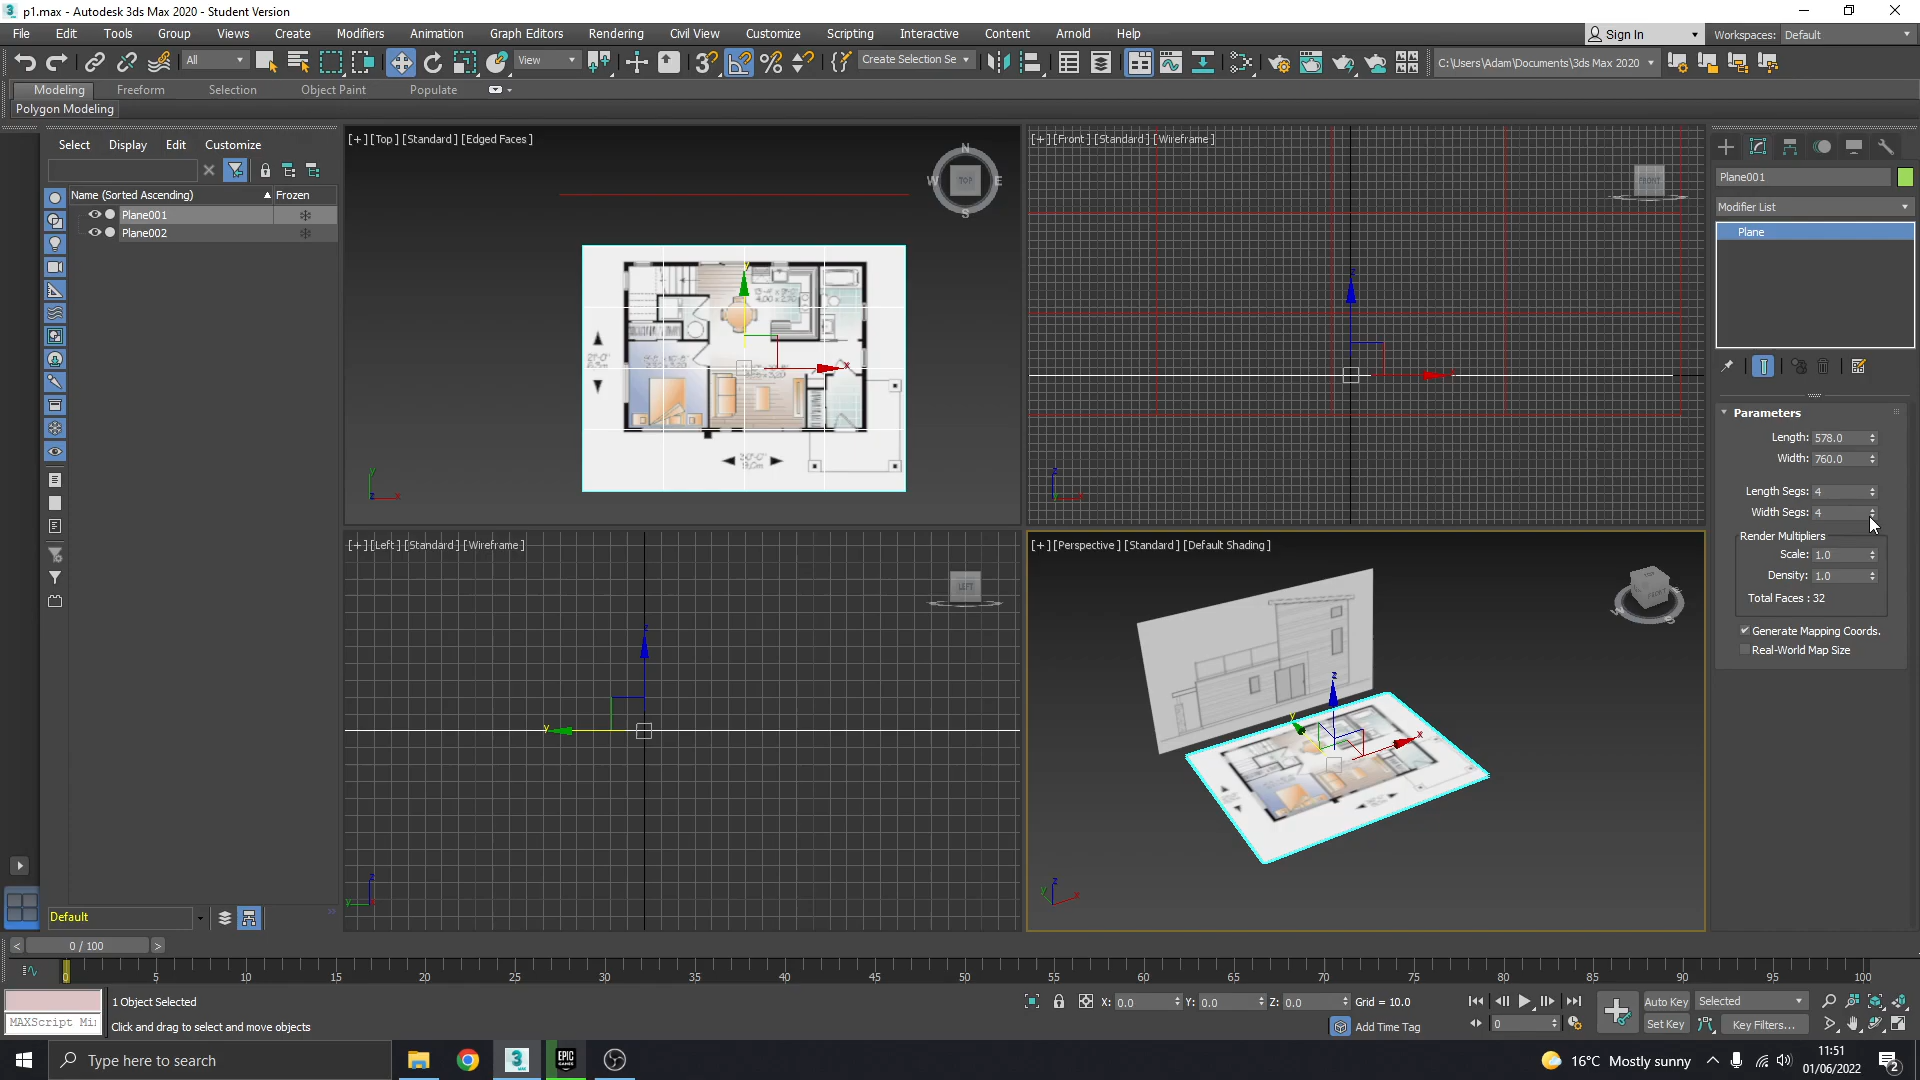 p1.max - Autodesk 3ds Max 2020 - Student Version
File Edit Tools Group Views Create Modifiers Animation Graph Editors Rendering Civil View Customize Scripting Interactive Content Arnold Help
Sign In Workspaces: Default
All View Create Selection Se C:\Users\Adam\Documents\3ds Max 2020
Modeling Freeform Selection Object Paint Populate
Polygon Modeling
Select Display Edit Customize
Name (Sorted Ascending) Frozen
Plane001
Plane002
[+] [Top] [Standard] [Edged Faces]
N
W TOP E
S
[+] [Front] [Standard] [Wireframe]
FRONT
[+] [Left] [Standard] [Wireframe]
LEFT
[+] [Perspective] [Standard] [Default Shading]
Plane001
Modifier List
Plane
Parameters
Length: 578.0
Width: 760.0
Length Segs: 4
Width Segs: 4
Render Multipliers
Scale: 1.0
Density: 1.0
Total Faces : 32
Generate Mapping Coords.
Real-World Map Size
Default
< 0 / 100 >
0 5 10 15 20 25 30 35 40 45 50 55 60 65 70 75 80 85 90 95 100
1 Object Selected
MAXScript Mi
Click and drag to select and move objects
X: 0.0 Y: 0.0 Z: 0.0 Grid = 10.0
Add Time Tag
0
Auto Key Selected
Set Key Key Filters...
Type here to search
EPIC GAMES
16°C Mostly sunny
11:51
01/06/2022
2